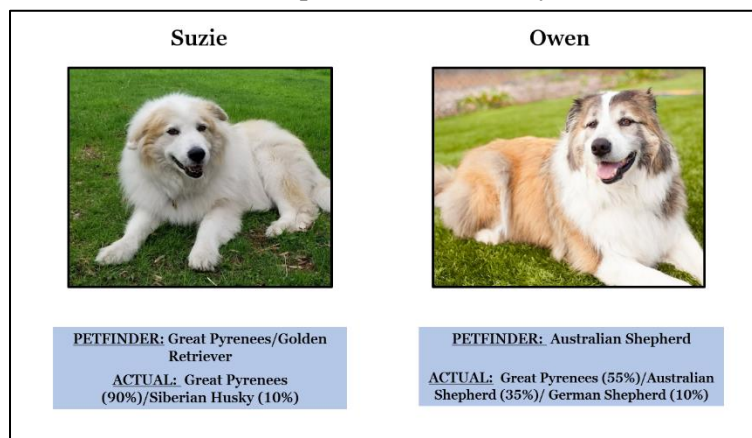 Suzie
Owen
PETFINDER: Great Pyrenees/Golden
Retriever
ACTUAL: Great Pyrenees
(90%)/Siberian Husky (10%)
PETFINDER: Australian Shepherd
ACTUAL: Great Pyrenees (55%)/Australian
Shepherd (35%)/ German Shepherd (10%)